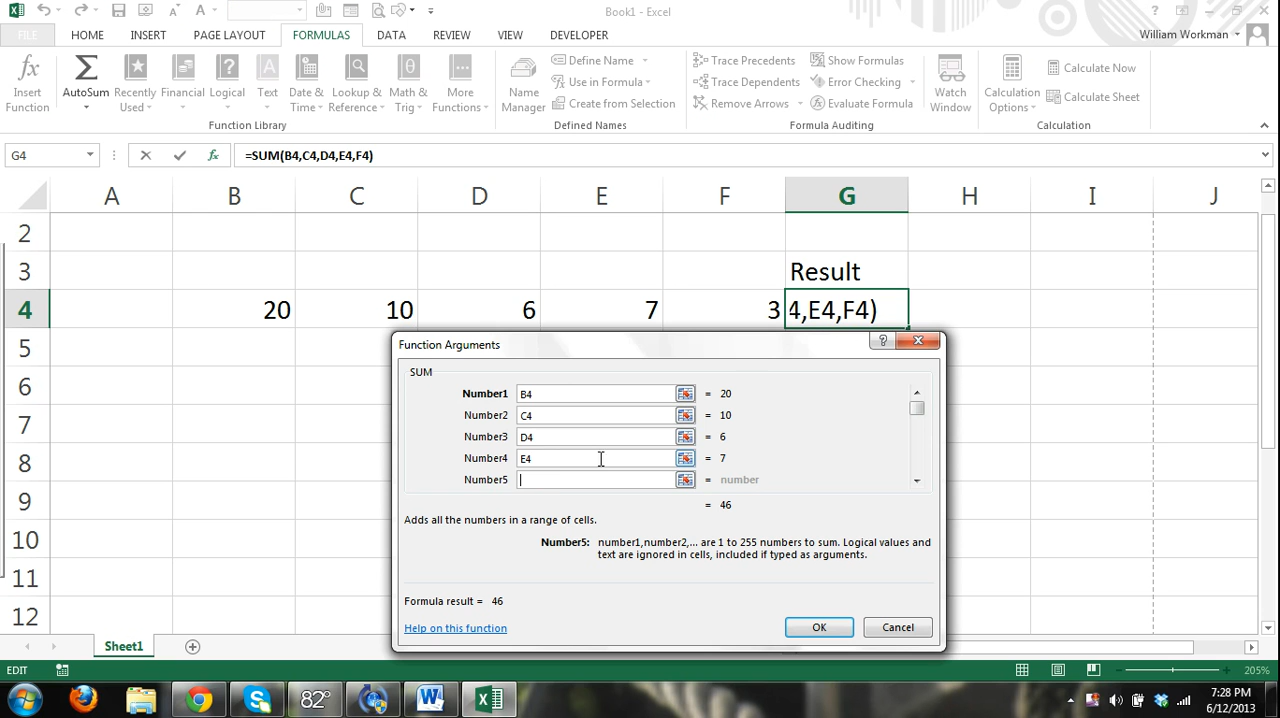 Book1 - Excel
FILE HOME INSERT PAGE LAYOUT FORMULAS DATA REVIEW VIEW DEVELOPER William Workman
Insert Function
AutoSum
Recently Used
Financial
Logical
Text
Date & Time
Lookup & Reference
Math & Trig
More Functions
Function Library
Name Manager
Define Name
Use in Formula
Create from Selection
Defined Names
Trace Precedents
Trace Dependents
Remove Arrows
Show Formulas
Error Checking
Evaluate Formula
Formula Auditing
Watch Window
Calculation Options
Calculate Now
Calculate Sheet
Calculation
G4 fx =SUM(B4,C4,D4,E4,F4)
A B C D E F G H I J
2
3 Result
4 20 10 6 7 3 4,E4,F4)
5
6
7
8
9
10
11
12
Function Arguments ?
SUM
Number1 B4 = 20
Number2 C4 = 10
Number3 D4 = 6
Number4 E4 = 7
Number5 = number
= 46
Adds all the numbers in a range of cells.
Number5: number1,number2,... are 1 to 255 numbers to sum. Logical values and
text are ignored in cells, included if typed as arguments.
Formula result = 46
Help on this function OK Cancel
Sheet1
EDIT 205%
82° 7:28 PM
6/12/2013